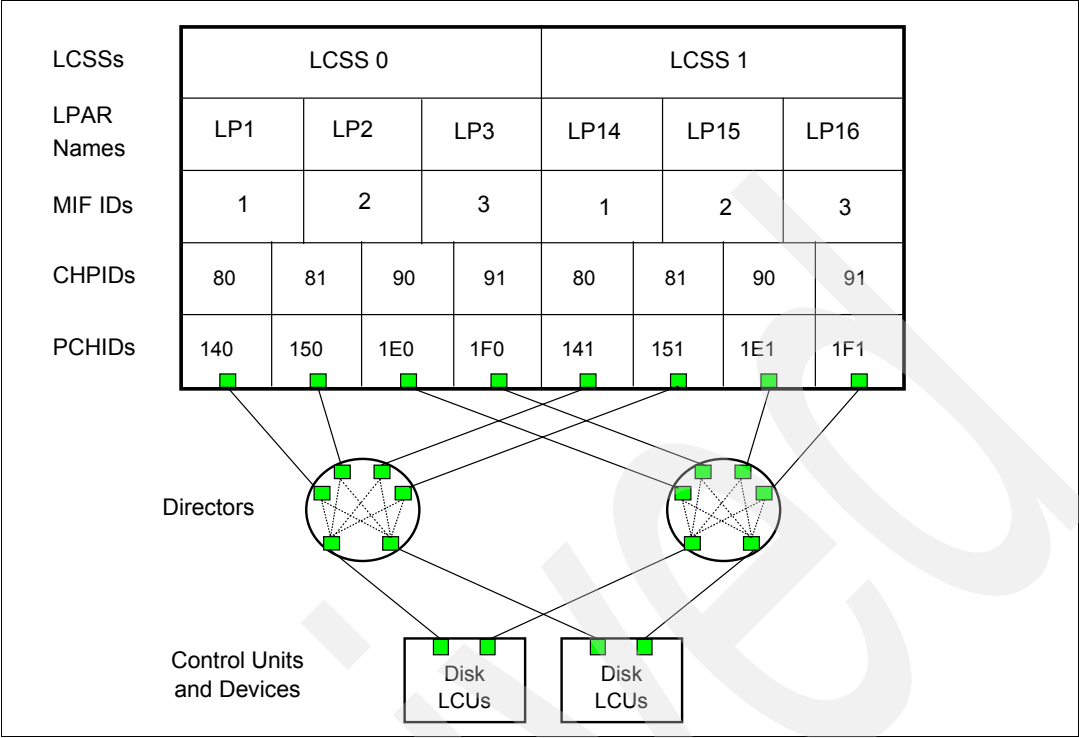 LCSSs
LCSS 0
LCSS 1
LPAR
Names
LP1
LP2
LP3
LP14
LP15
LP16
MIF IDs
1
2
3
1
2
3
CHPIDs
80
81
90
91
80
81
90
91
PCHIDs
140
150
1E0
1F0
141
151
1E1
1F1
Directors
Control Units
and Devices
Disk
LCUs
Disk
LCUs